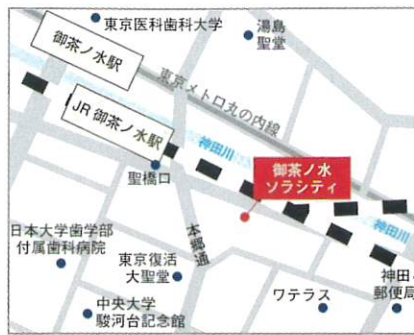 東京医科歯科大学
湯島
聖堂
御茶ノ水駅
東京メトロ丸の内線
JR 御茶ノ水駅
神田川
聖橋口
御茶ノ水
ソラシティ
神田川
本郷通
日本大学歯学部
付属歯科病院
東京復活
大聖堂
ワテラス
中央大学
駿河台記念館
神田
郵便局